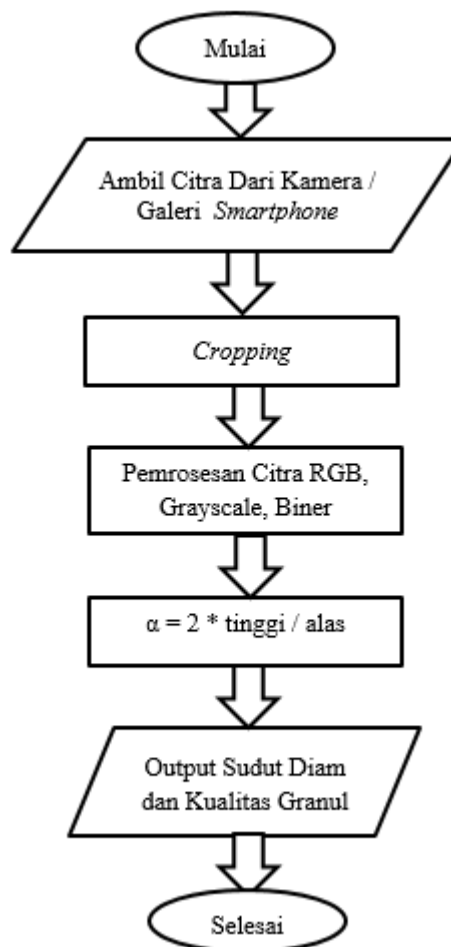 Mulai
Ambil Citra Dari Kamera /
Galeri Smartphone
Cropping
Pemrosesan Citra RGB,
Grayscale, Biner
α = 2 * tinggi / alas
Output Sudut Diam
dan Kualitas Granul
Selesai